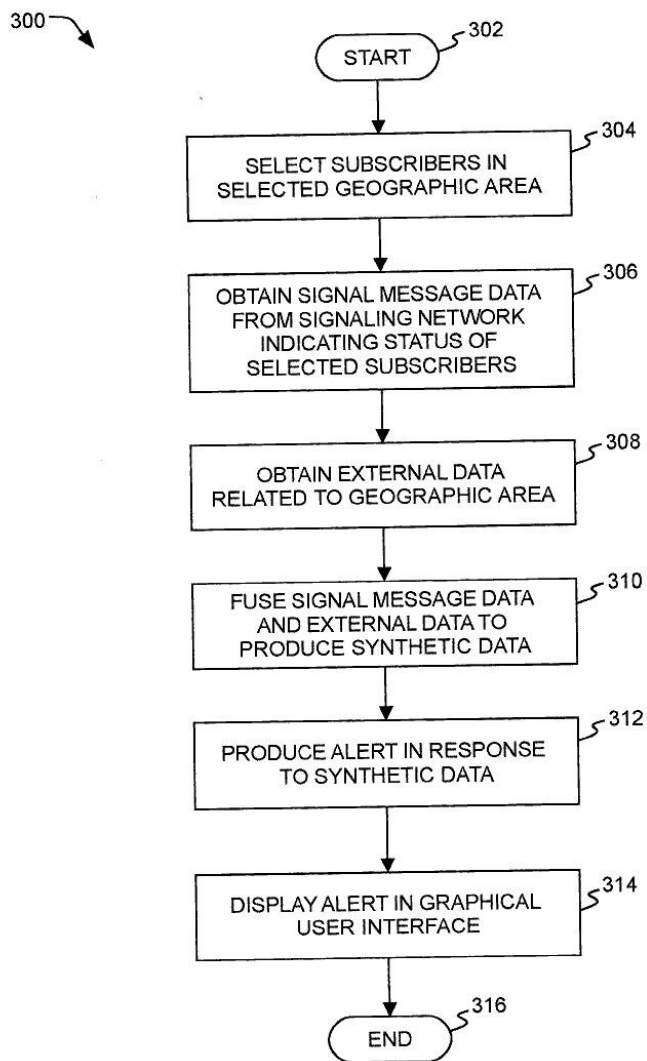 300
302
START
304
SELECT SUBSCRIBERS IN
SELECTED GEOGRAPHIC AREA
306
OBTAIN SIGNAL MESSAGE DATA
FROM SIGNALING NETWORK
INDICATING STATUS OF
SELECTED SUBSCRIBERS
308
OBTAIN EXTERNAL DATA
RELATED TO GEOGRAPHIC AREA
310
FUSE SIGNAL MESSAGE DATA
AND EXTERNAL DATA TO
PRODUCE SYNTHETIC DATA
312
PRODUCE ALERT IN RESPONSE
TO SYNTHETIC DATA
314
DISPLAY ALERT IN GRAPHICAL
USER INTERFACE
316
END